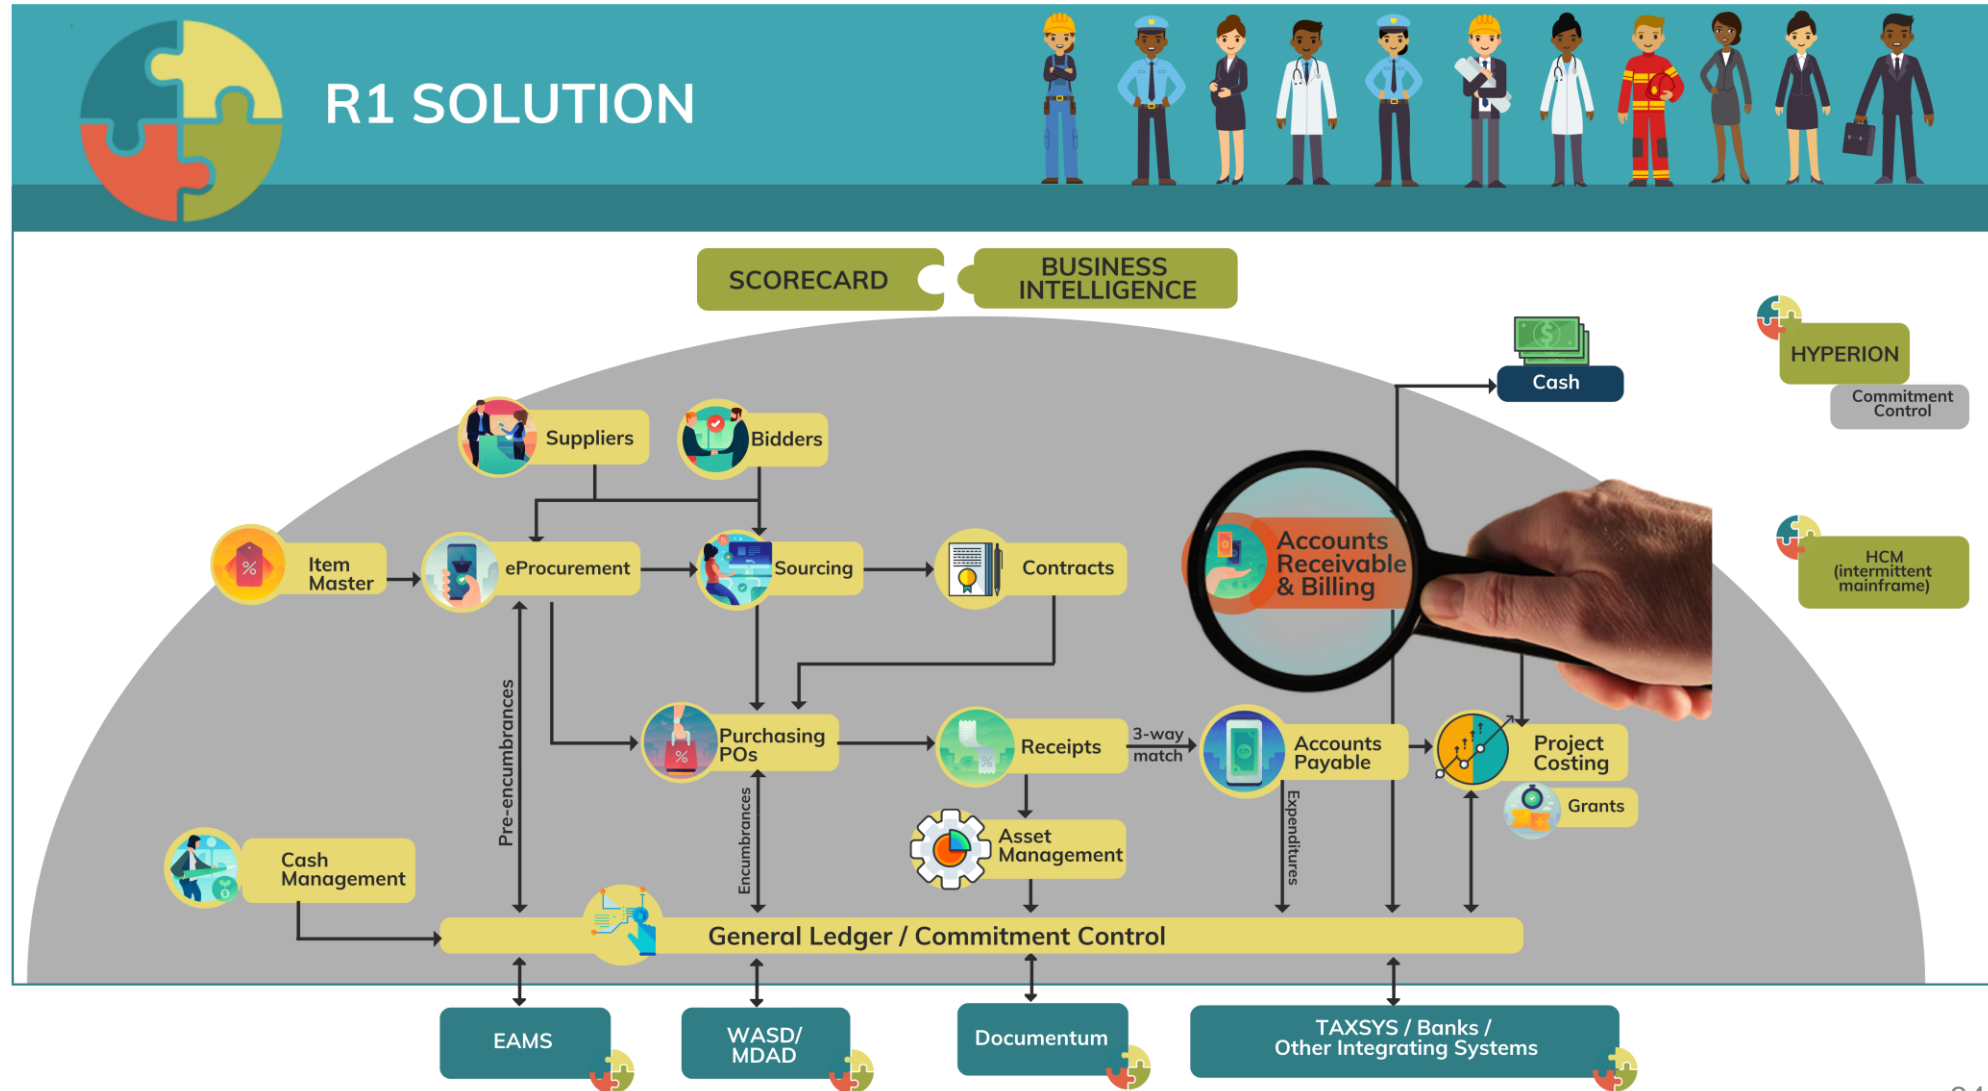 R1 SOLUTION
SCORECARD
BUSINESS
INTELLIGENCE
Cash
HYPERION
Commitment
Control
Suppliers
Bidders
Item
Master
eProcurement
Sourcing
Contracts
Accounts
Receivable
& Billing
HCM
(intermittent
mainframe)
Pre-encumbrances
Purchasing
POs
Receipts
3-way
match
Accounts
Payable
Project
Costing
Grants
Encumbrances
Expenditures
Asset
Management
Cash
Management
General Ledger / Commitment Control
EAMS
WASD/
MDAD
Documentum
TAXSYS / Banks /
Other Integrating Systems